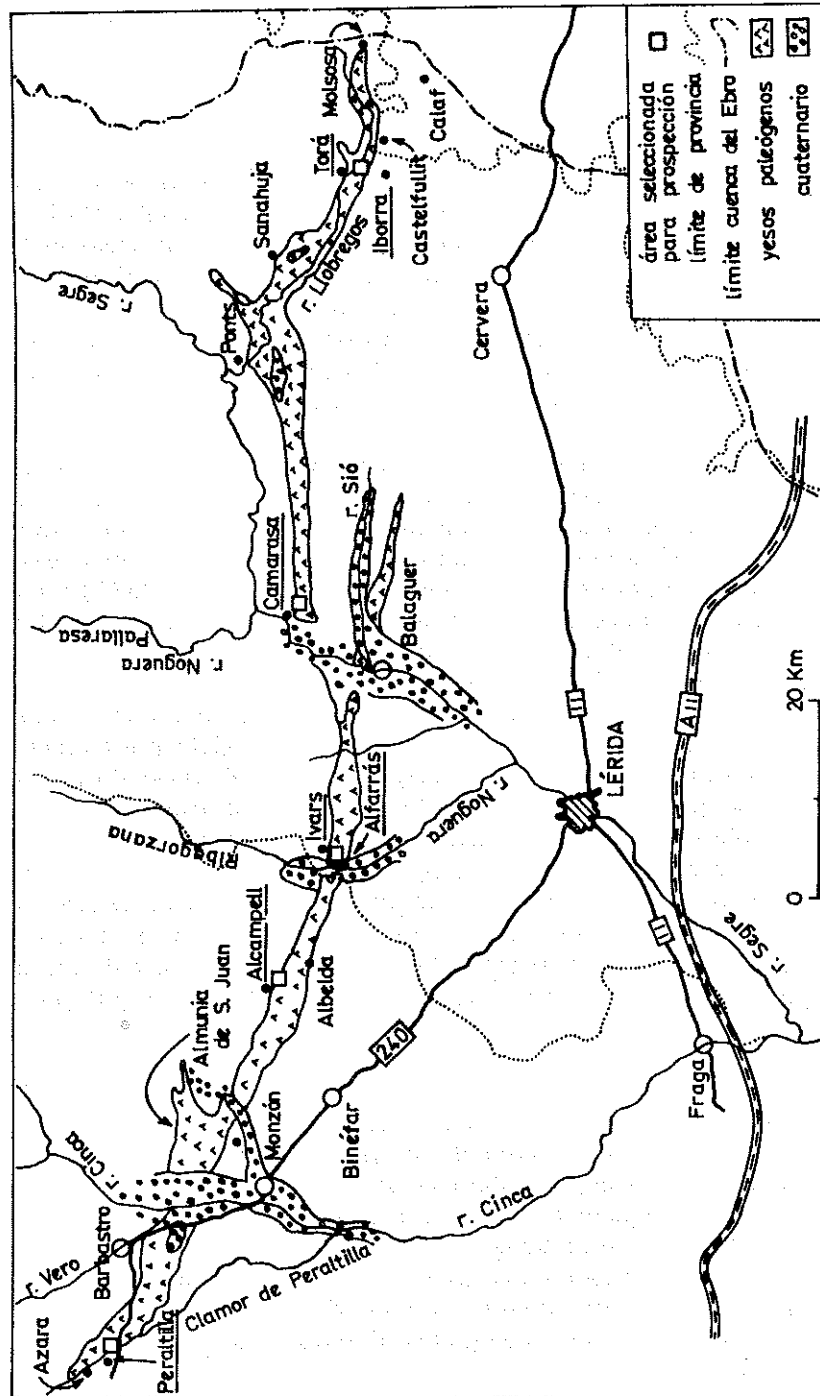 Azara
Peraltilla
r. Vero
Barbastro
r. Cinca
Clamor de Peraltilla
Almunia
de S. Juan
Monzón
Binéfar
240
r. Cinca
Fraga
Alcampell
Albelda
Ribagorzana
Ivars
Alfarrás
r. Noguera
II
r. Segre
LÉRIDA
A II
0
20 Km
r. Noguera
Pallaresa
Camarasa
Balaguer
r. Sió
II
r. Segre
Ponts
Sanahuja
r. Llobregos
Torá
Iborra
Castelfullit
Molsosa
Calaf
Cervera
área seleccionada
para prospección
límite de provincia
límite cuenca del Ebro
yesos paleógenos
cuaternario